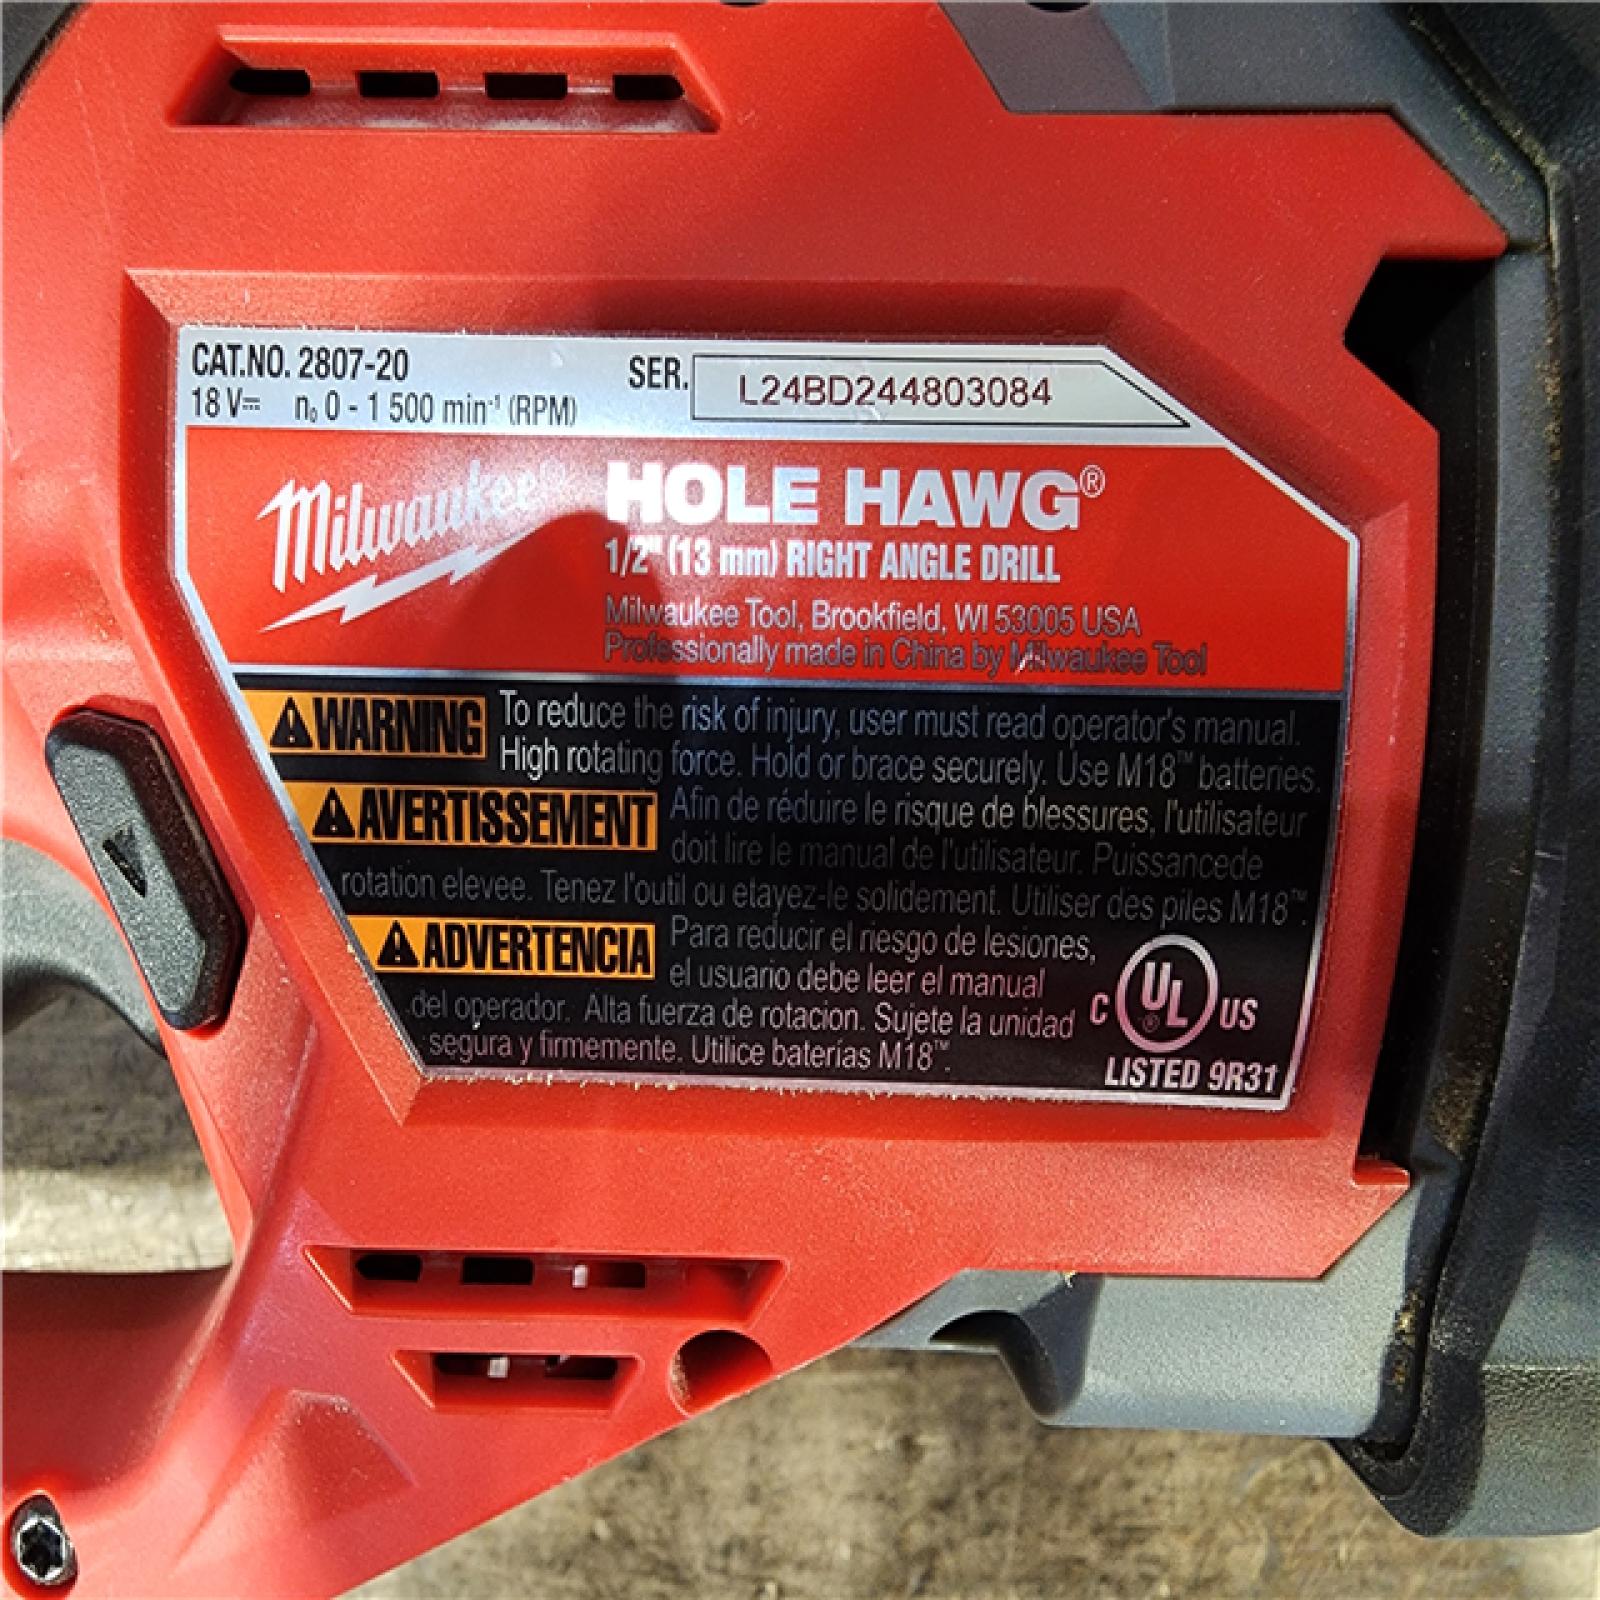 CAT.NO. 2807-20
18 V⎓ n₀ 0 - 1 500 min⁻¹ (RPM)
SER. L24BD244803084
Milwaukee®
HOLE HAWG®
1/2" (13 mm) RIGHT ANGLE DRILL
Milwaukee Tool, Brookfield, WI 53005 USA
Professionally made in China by Milwaukee Tool
⚠WARNING To reduce the risk of injury, user must read operator's manual.
High rotating force. Hold or brace securely. Use M18™ batteries.
⚠AVERTISSEMENT Afin de réduire le risque de blessures, l'utilisateur
doit lire le manual de l'utilisateur. Puissancede
rotation elevee. Tenez l'outil ou etayez-le solidement. Utiliser des piles M18™.
⚠ADVERTENCIA Para reducir el riesgo de lesiones,
el usuario debe leer el manual
del operador. Alta fuerza de rotacion. Sujete la unidad
segura y firmemente. Utilice baterías M18™.
C UL® US
LISTED 9R31